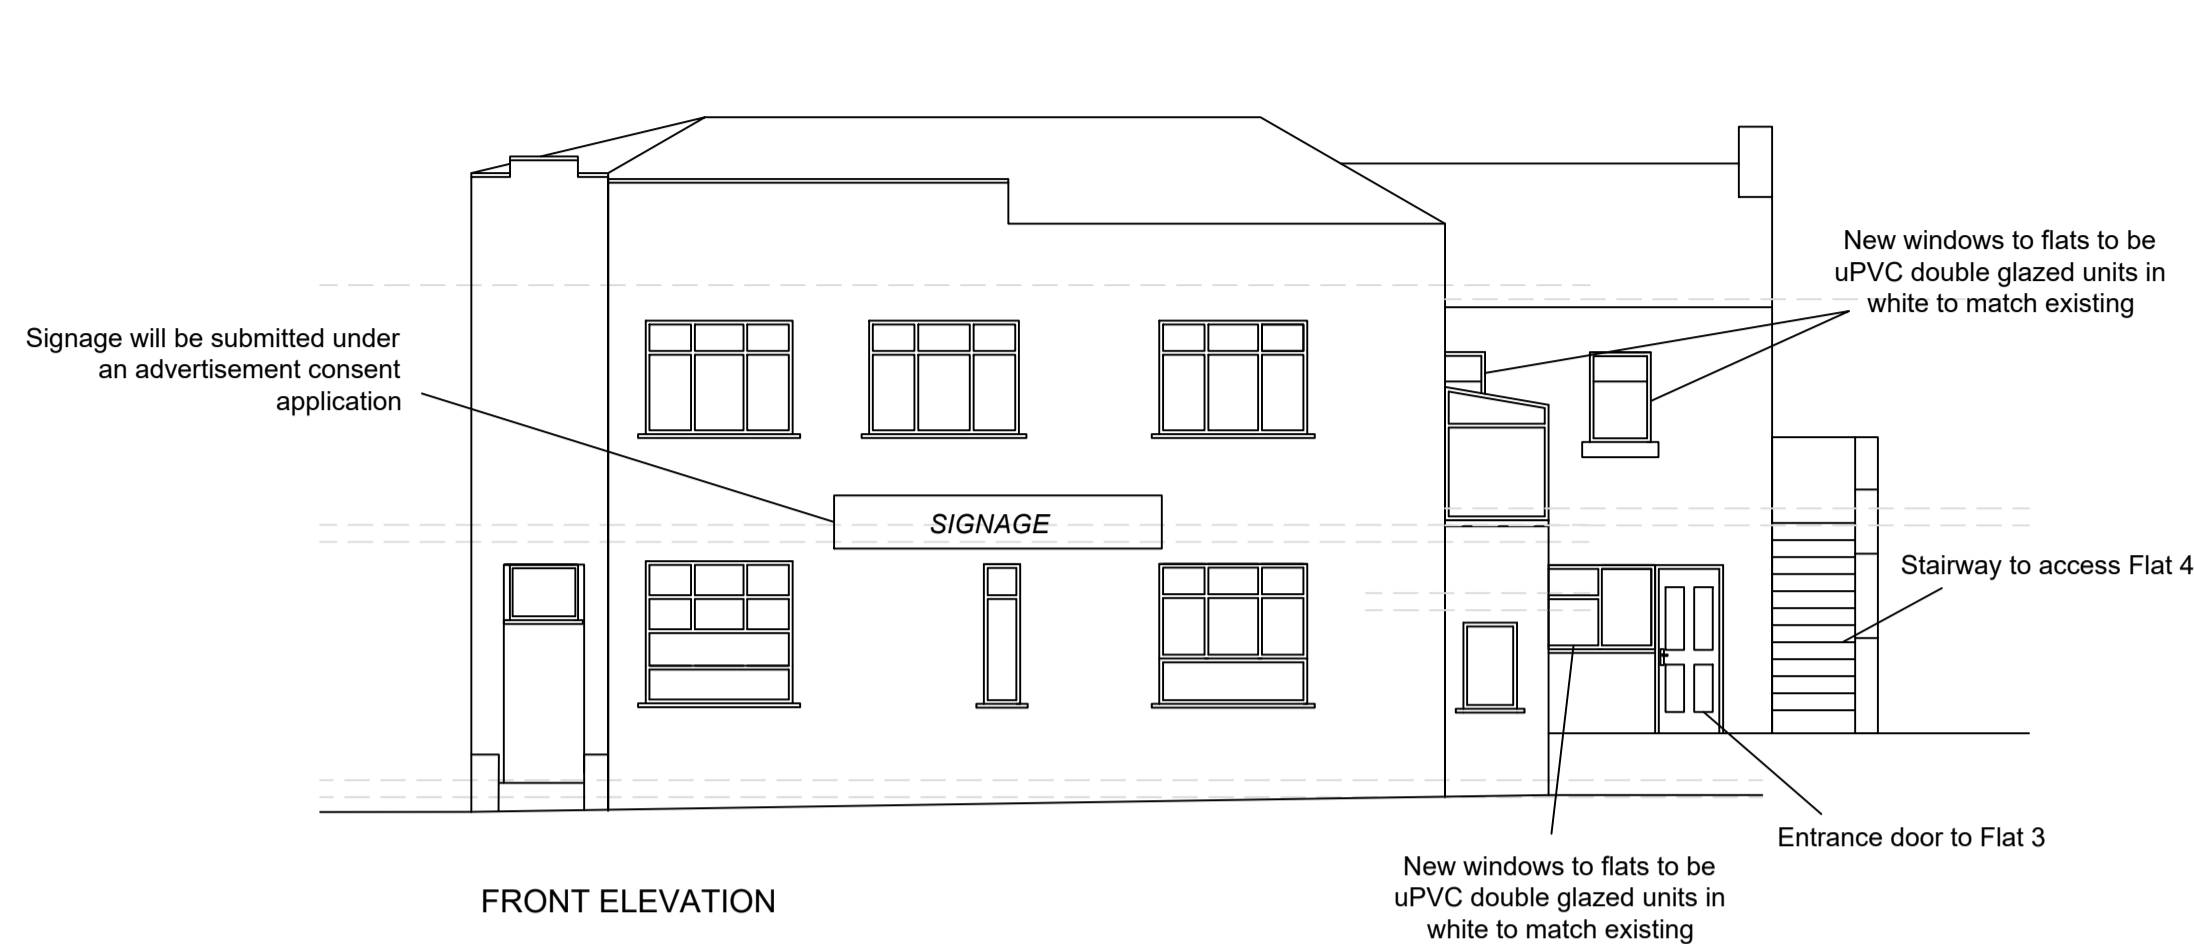 New windows to flats to be
uPVC double glazed units in
white to match existing
Signage will be submitted under
an advertisement consent
application
SIGNAGE
Stairway to access Flat 4
Entrance door to Flat 3
New windows to flats to be
uPVC double glazed units in
white to match existing
FRONT ELEVATION